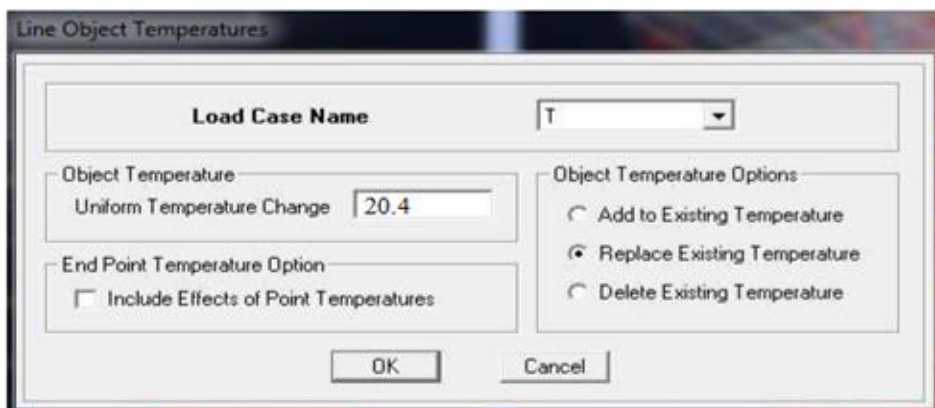 Line Object Temperatures
Load Case Name
T
Object Temperature
Uniform Temperature Change 20.4
End Point Temperature Option
Include Effects of Point Temperatures
Object Temperature Options
Add to Existing Temperature
Replace Existing Temperature
Delete Existing Temperature
OK
Cancel